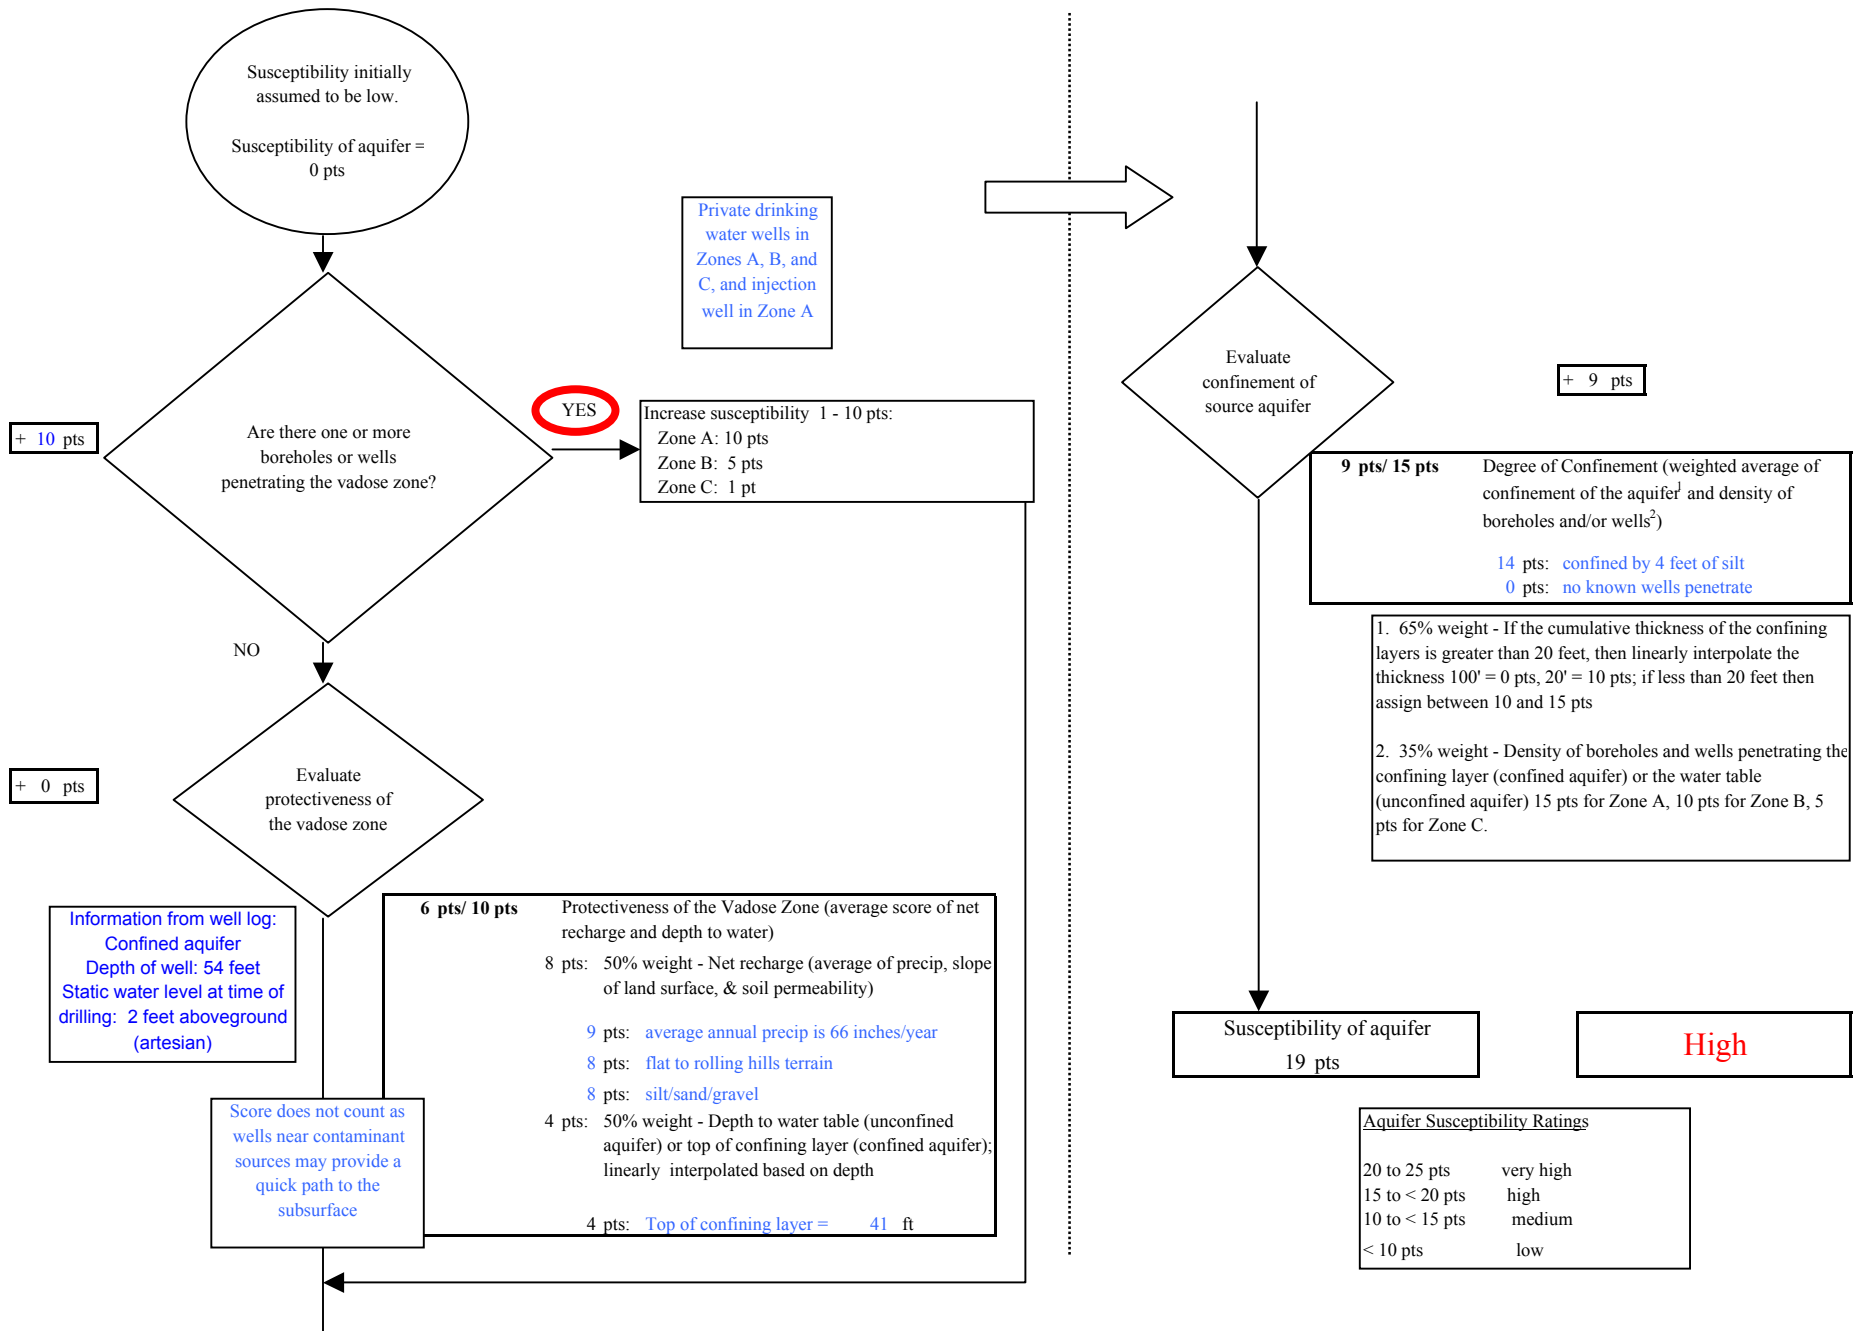 Susceptibility initially
assumed to be low.
Susceptibility of aquifer =
0 pts
Private drinking
water wells in
Zones A, B, and
C, and injection
well in Zone A
+ 10 pts
Are there one or more
boreholes or wells
penetrating the vadose zone?
YES
Increase susceptibility 1 - 10 pts:
Zone A: 10 pts
Zone B: 5 pts
Zone C: 1 pt
NO
+ 0 pts
Evaluate
protectiveness of
the vadose zone
Information from well log:
Confined aquifer
Depth of well: 54 feet
Static water level at time of
drilling: 2 feet aboveground
(artesian)
6 pts/ 10 pts Protectiveness of the Vadose Zone (average score of net
recharge and depth to water)
8 pts: 50% weight - Net recharge (average of precip, slope
of land surface, & soil permeability)
9 pts: average annual precip is 66 inches/year
8 pts: flat to rolling hills terrain
8 pts: silt/sand/gravel
4 pts: 50% weight - Depth to water table (unconfined
aquifer) or top of confining layer (confined aquifer);
linearly interpolated based on depth
4 pts: Top of confining layer = 41 ft
Score does not count as
wells near contaminant
sources may provide a
quick path to the
subsurface
Evaluate
confinement of
source aquifer
+ 9 pts
9 pts/ 15 pts Degree of Confinement (weighted average of
confinement of the aquifer1 and density of
boreholes and/or wells2)
14 pts: confined by 4 feet of silt
0 pts: no known wells penetrate
1. 65% weight - If the cumulative thickness of the confining
layers is greater than 20 feet, then linearly interpolate the
thickness 100' = 0 pts, 20' = 10 pts; if less than 20 feet then
assign between 10 and 15 pts
2. 35% weight - Density of boreholes and wells penetrating the
confining layer (confined aquifer) or the water table
(unconfined aquifer) 15 pts for Zone A, 10 pts for Zone B, 5
pts for Zone C.
Susceptibility of aquifer
19 pts
High
Aquifer Susceptibility Ratings
20 to 25 pts very high
15 to < 20 pts high
10 to < 15 pts medium
< 10 pts low